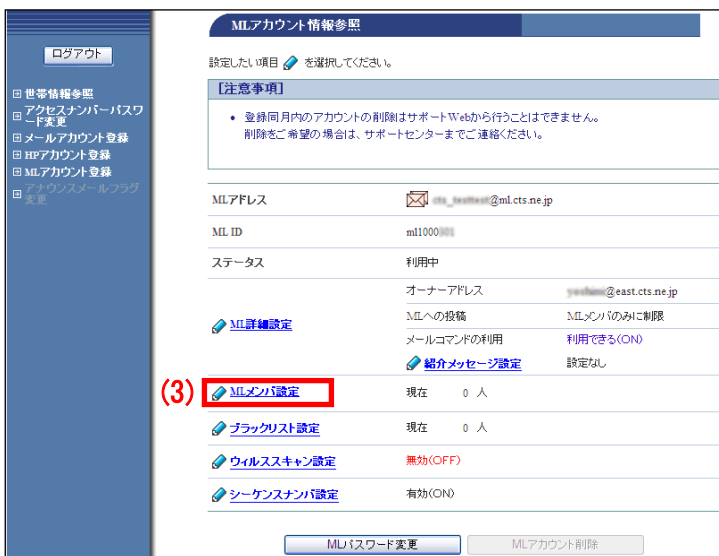 MLアカウント情報参照
ログアウト
設定したい項目 を選択してください。
世帯情報参照
アクセスナンバーパスワ
ード変更
メールアカウント登録
HPアカウント登録
MLアカウント登録
アナウンスメールフラグ
変更
[注意事項]
• 登録同月内のアカウントの削除はサポートWebから行うことはできません。
削除をご希望の場合は、サポートセンターまでご連絡ください。
MLアドレス @ml.cts.ne.jp
ML ID ml1000
ステータス 利用中
ML詳細設定
オーナーアドレス @east.cts.ne.jp
MLへの投稿 MLメンバのみに制限
メールコマンドの利用 利用できる(ON)
紹介メッセージ設定 設定なし
(3) MLメンバ設定 現在 0 人
ブラックリスト設定 現在 0 人
ウィルススキャン設定 無効(OFF)
シーケンスナンバ設定 有効(ON)
MLパスワード変更 MLアカウント削除